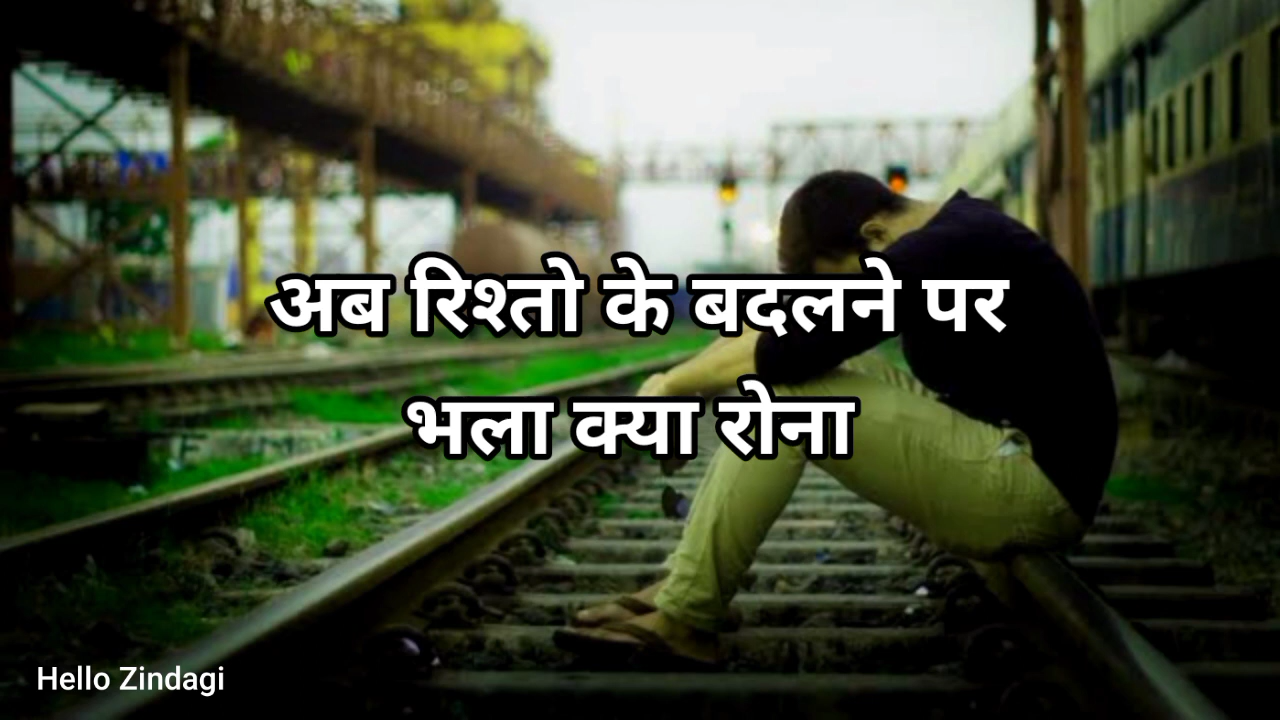 अब रिश्तो के बदलने पर
भला क्या रोना
Hello Zindagi